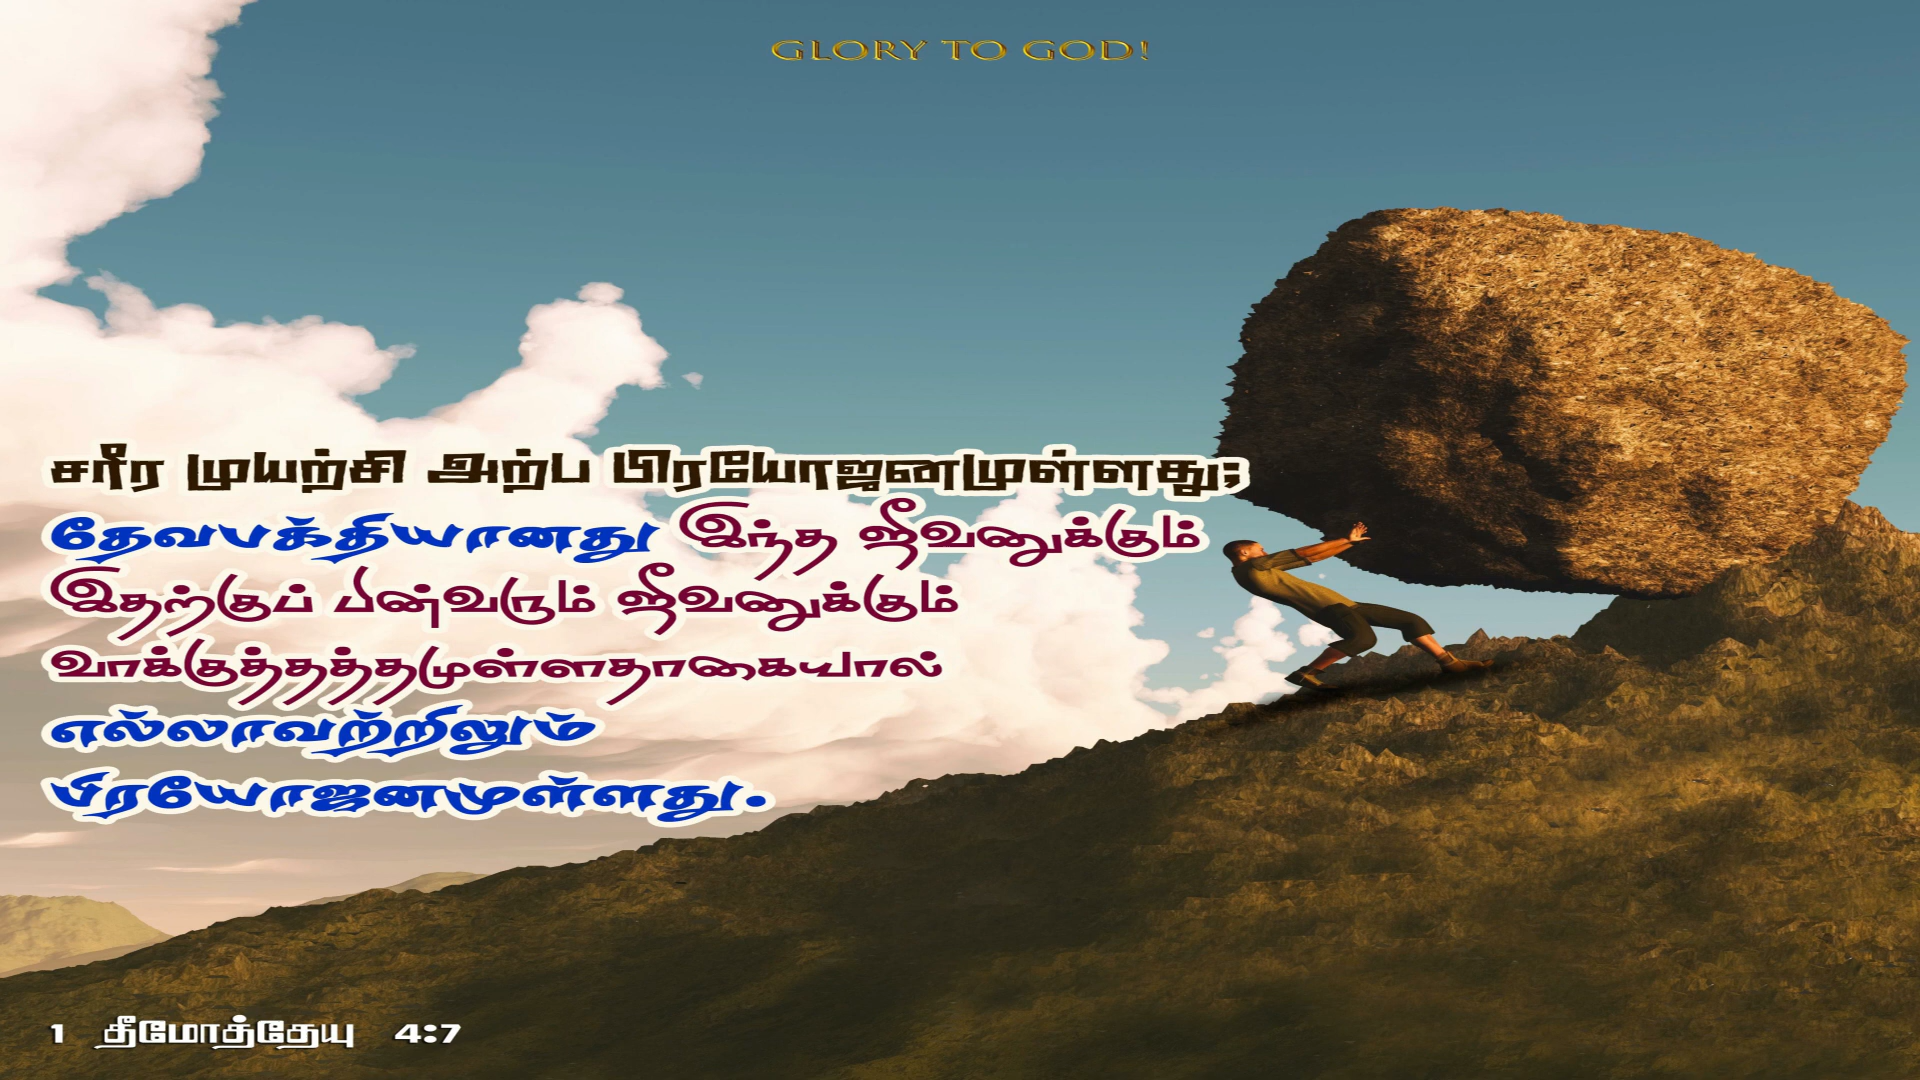 GLORY TO GOD!
சரீர முயற்சி அற்ப பிரயோஜனமுள்ளது;
தேவபக்தியானது இந்த ஜீவனுக்கும்
இதற்குப் பின்வரும் ஜீவனுக்கும்
வாக்குத்தத்தமுள்ளதாகையால்
எல்லாவற்றிலும்
பிரயோஜனமுள்ளது.
1 தீமோத்தேயு 4:7